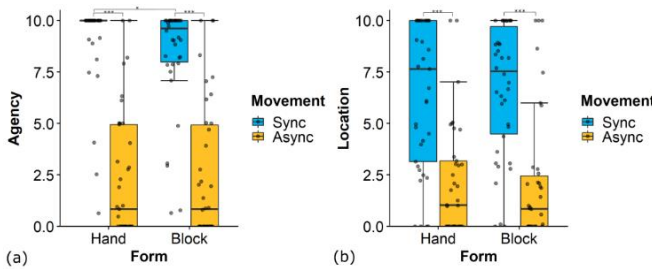 10.0
7.5
5.0
2.5
0.0
Agency
***
*
***
Hand
Block
Form
Movement
Sync
Async
(a)
10.0
7.5
5.0
2.5
0.0
Location
***
***
Hand
Block
Form
Movement
Sync
Async
(b)